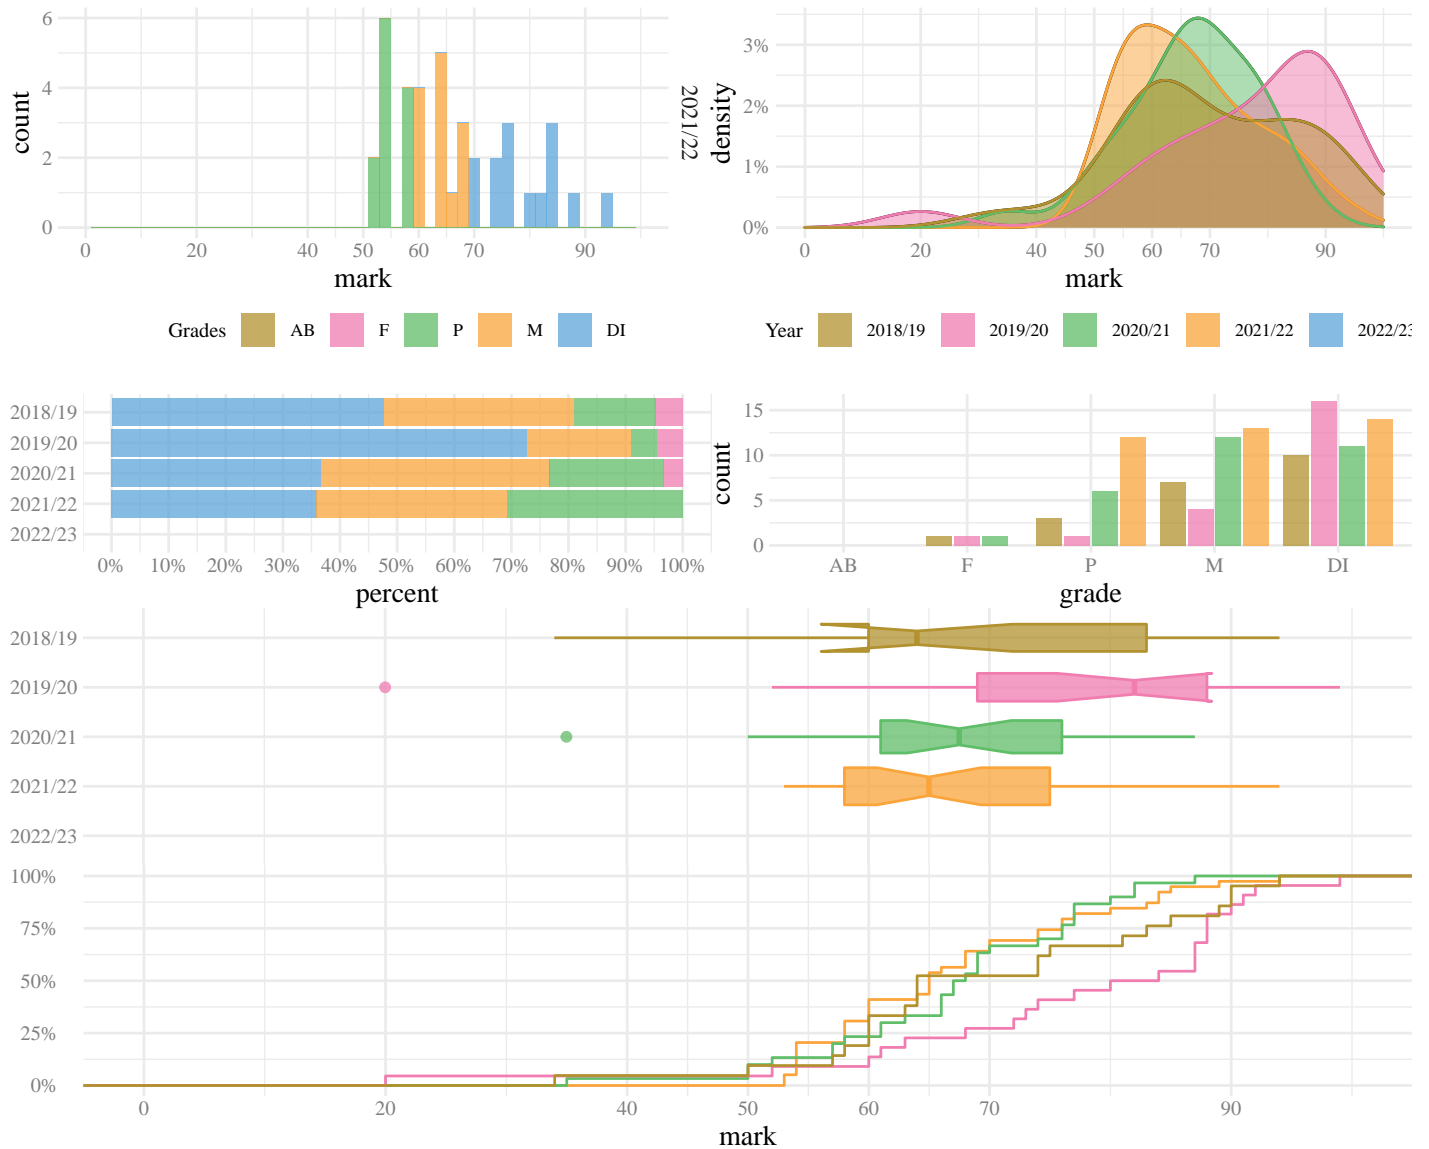 6
4
2
0
count
0 20 40 50 60 70 90
mark
2021/22
Grades AB F P M DI
3%
2%
1%
0%
density
0 20 40 50 60 70 90
mark
Year 2018/19 2019/20 2020/21 2021/22 2022/23
2018/19
2019/20
2020/21
2021/22
2022/23
0% 10% 20% 30% 40% 50% 60% 70% 80% 90% 100%
percent
15
10
5
0
count
AB F P M DI
grade
2018/19
2019/20
2020/21
2021/22
2022/23
100%
75%
50%
25%
0%
0 20 40 50 60 70 90
mark